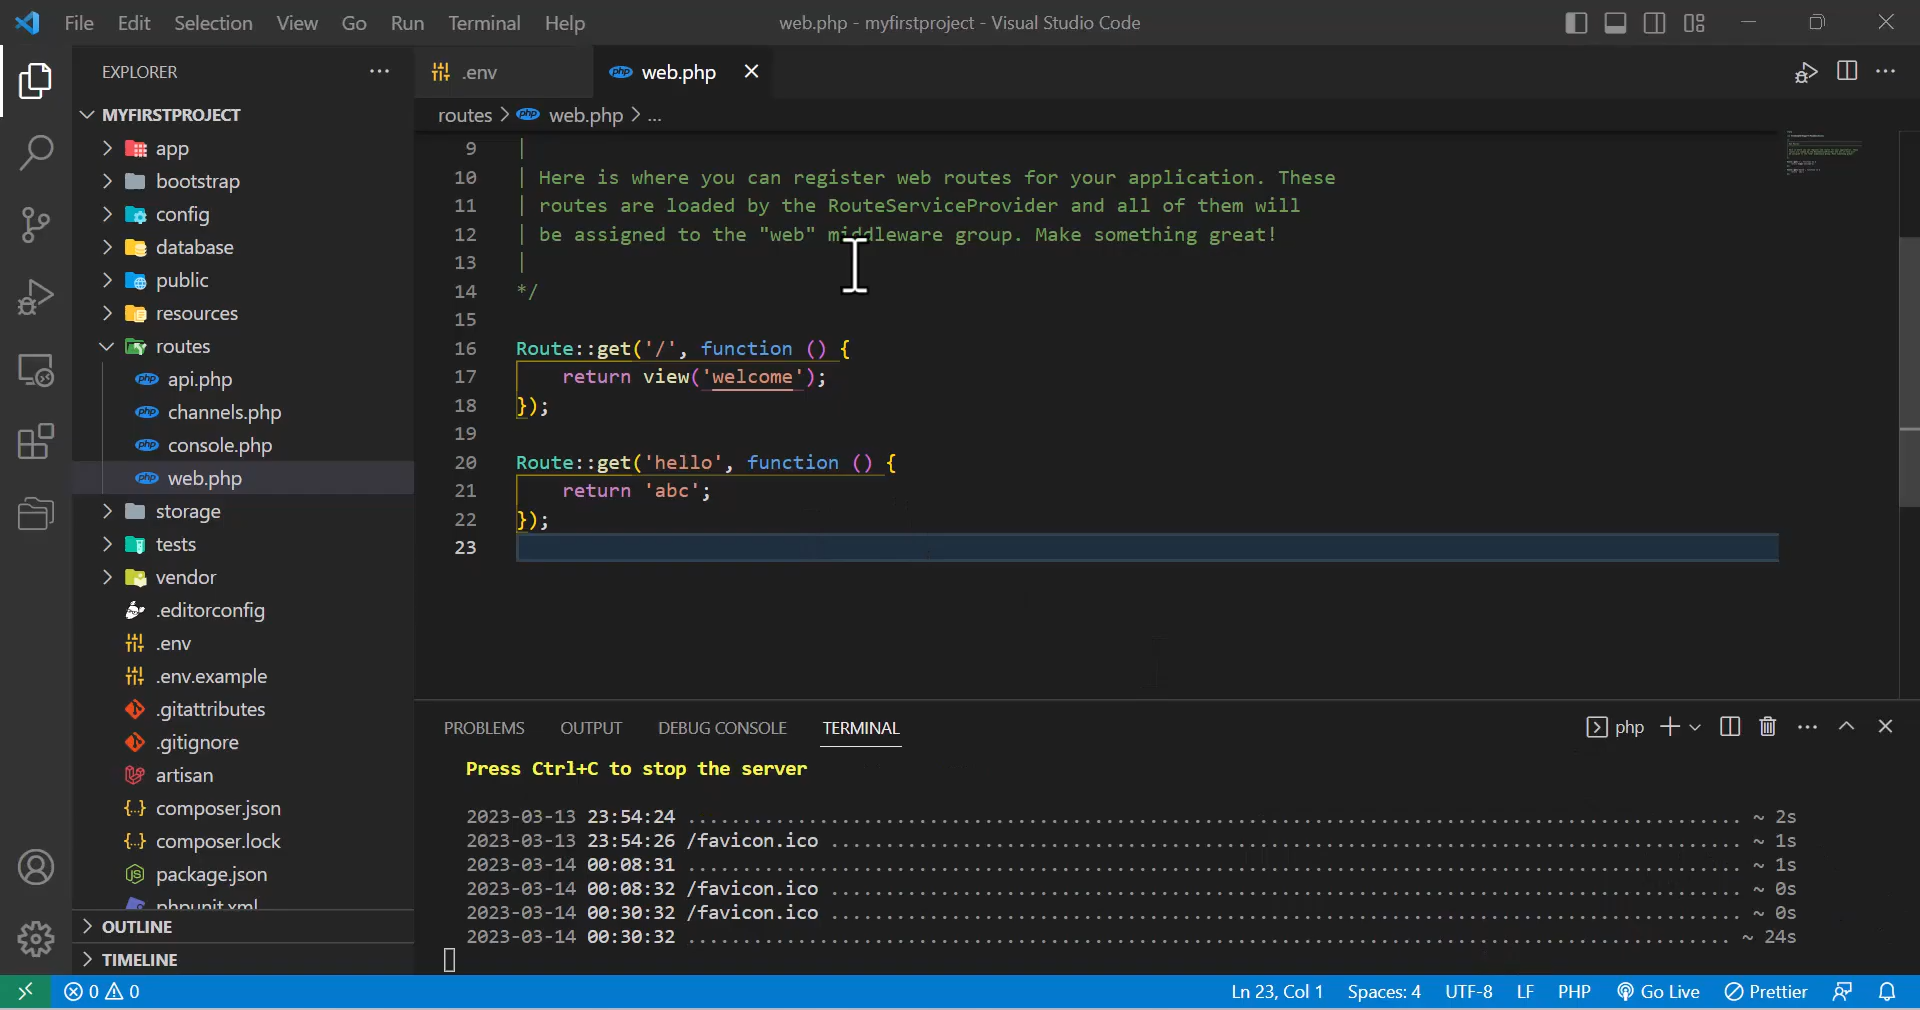 File Edit Selection View Go Run Terminal Help
web.php - myfirstproject - Visual Studio Code
EXPLORER
MYFIRSTPROJECT
app
bootstrap
config
database
public
resources
routes
php api.php
php channels.php
php console.php
php web.php
storage
tests
vendor
.editorconfig
.env
.env.example
.gitattributes
.gitignore
artisan
{..} composer.json
{..} composer.lock
JS package.json
phpunit.xml
OUTLINE
TIMELINE
.env
php web.php
routes > php web.php > ...
9 |
10 | Here is where you can register web routes for your application. These
11 | routes are loaded by the RouteServiceProvider and all of them will
12 | be assigned to the "web" middleware group. Make something great!
13 |
14 */
15
16 Route::get('/', function () {
17 return view('welcome');
18 });
19
20 Route::get('hello', function () {
21 return 'abc';
22 });
23
PROBLEMS OUTPUT DEBUG CONSOLE TERMINAL
php
Press Ctrl+C to stop the server
2023-03-13 23:54:24 ........ ~ 2s
2023-03-13 23:54:26 /favicon.ico ........ ~ 1s
2023-03-14 00:08:31 ........ ~ 1s
2023-03-14 00:08:32 /favicon.ico ........ ~ 0s
2023-03-14 00:30:32 /favicon.ico ........ ~ 0s
2023-03-14 00:30:32 ........ ~ 24s
0 0
Ln 23, Col 1 Spaces: 4 UTF-8 LF PHP Go Live Prettier